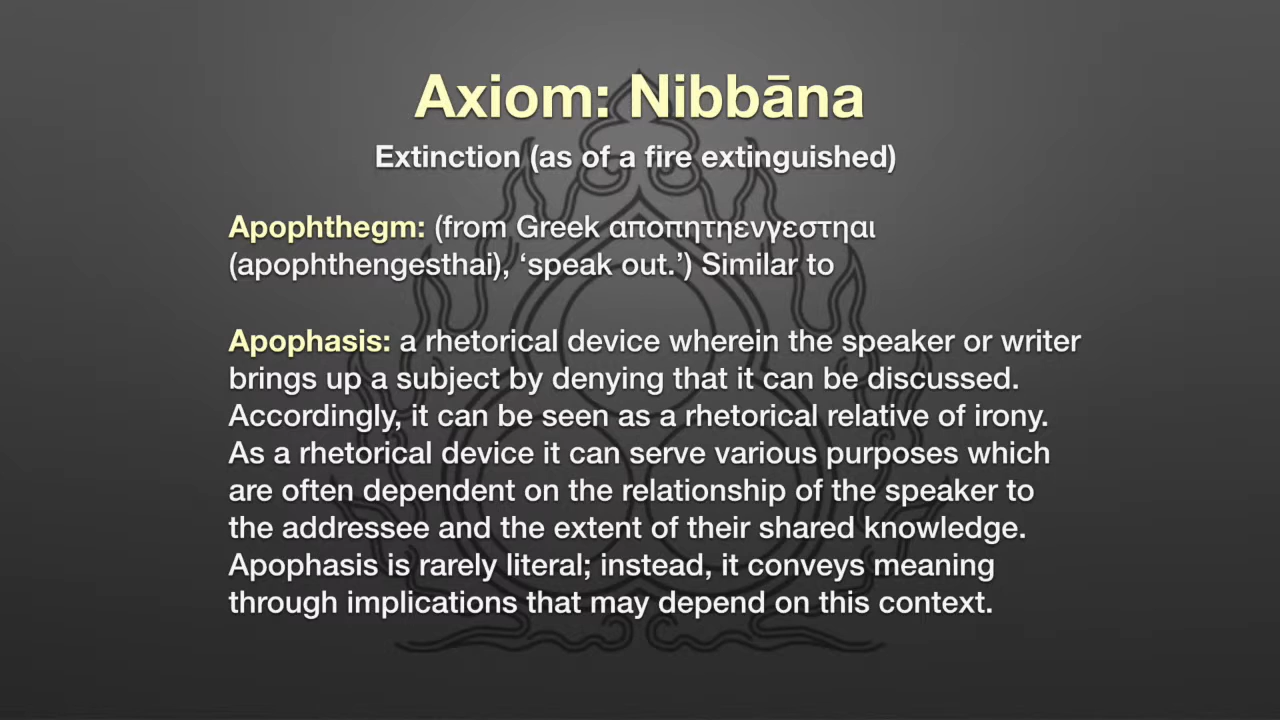 Axiom: Nibbāna
Extinction (as of a fire extinguished)
Apophthegm: (from Greek αποπητηενγεστηαι
(apophthengesthai), ‘speak out.’) Similar to
Apophasis: a rhetorical device wherein the speaker or writer
brings up a subject by denying that it can be discussed.
Accordingly, it can be seen as a rhetorical relative of irony.
As a rhetorical device it can serve various purposes which
are often dependent on the relationship of the speaker to
the addressee and the extent of their shared knowledge.
Apophasis is rarely literal; instead, it conveys meaning
through implications that may depend on this context.